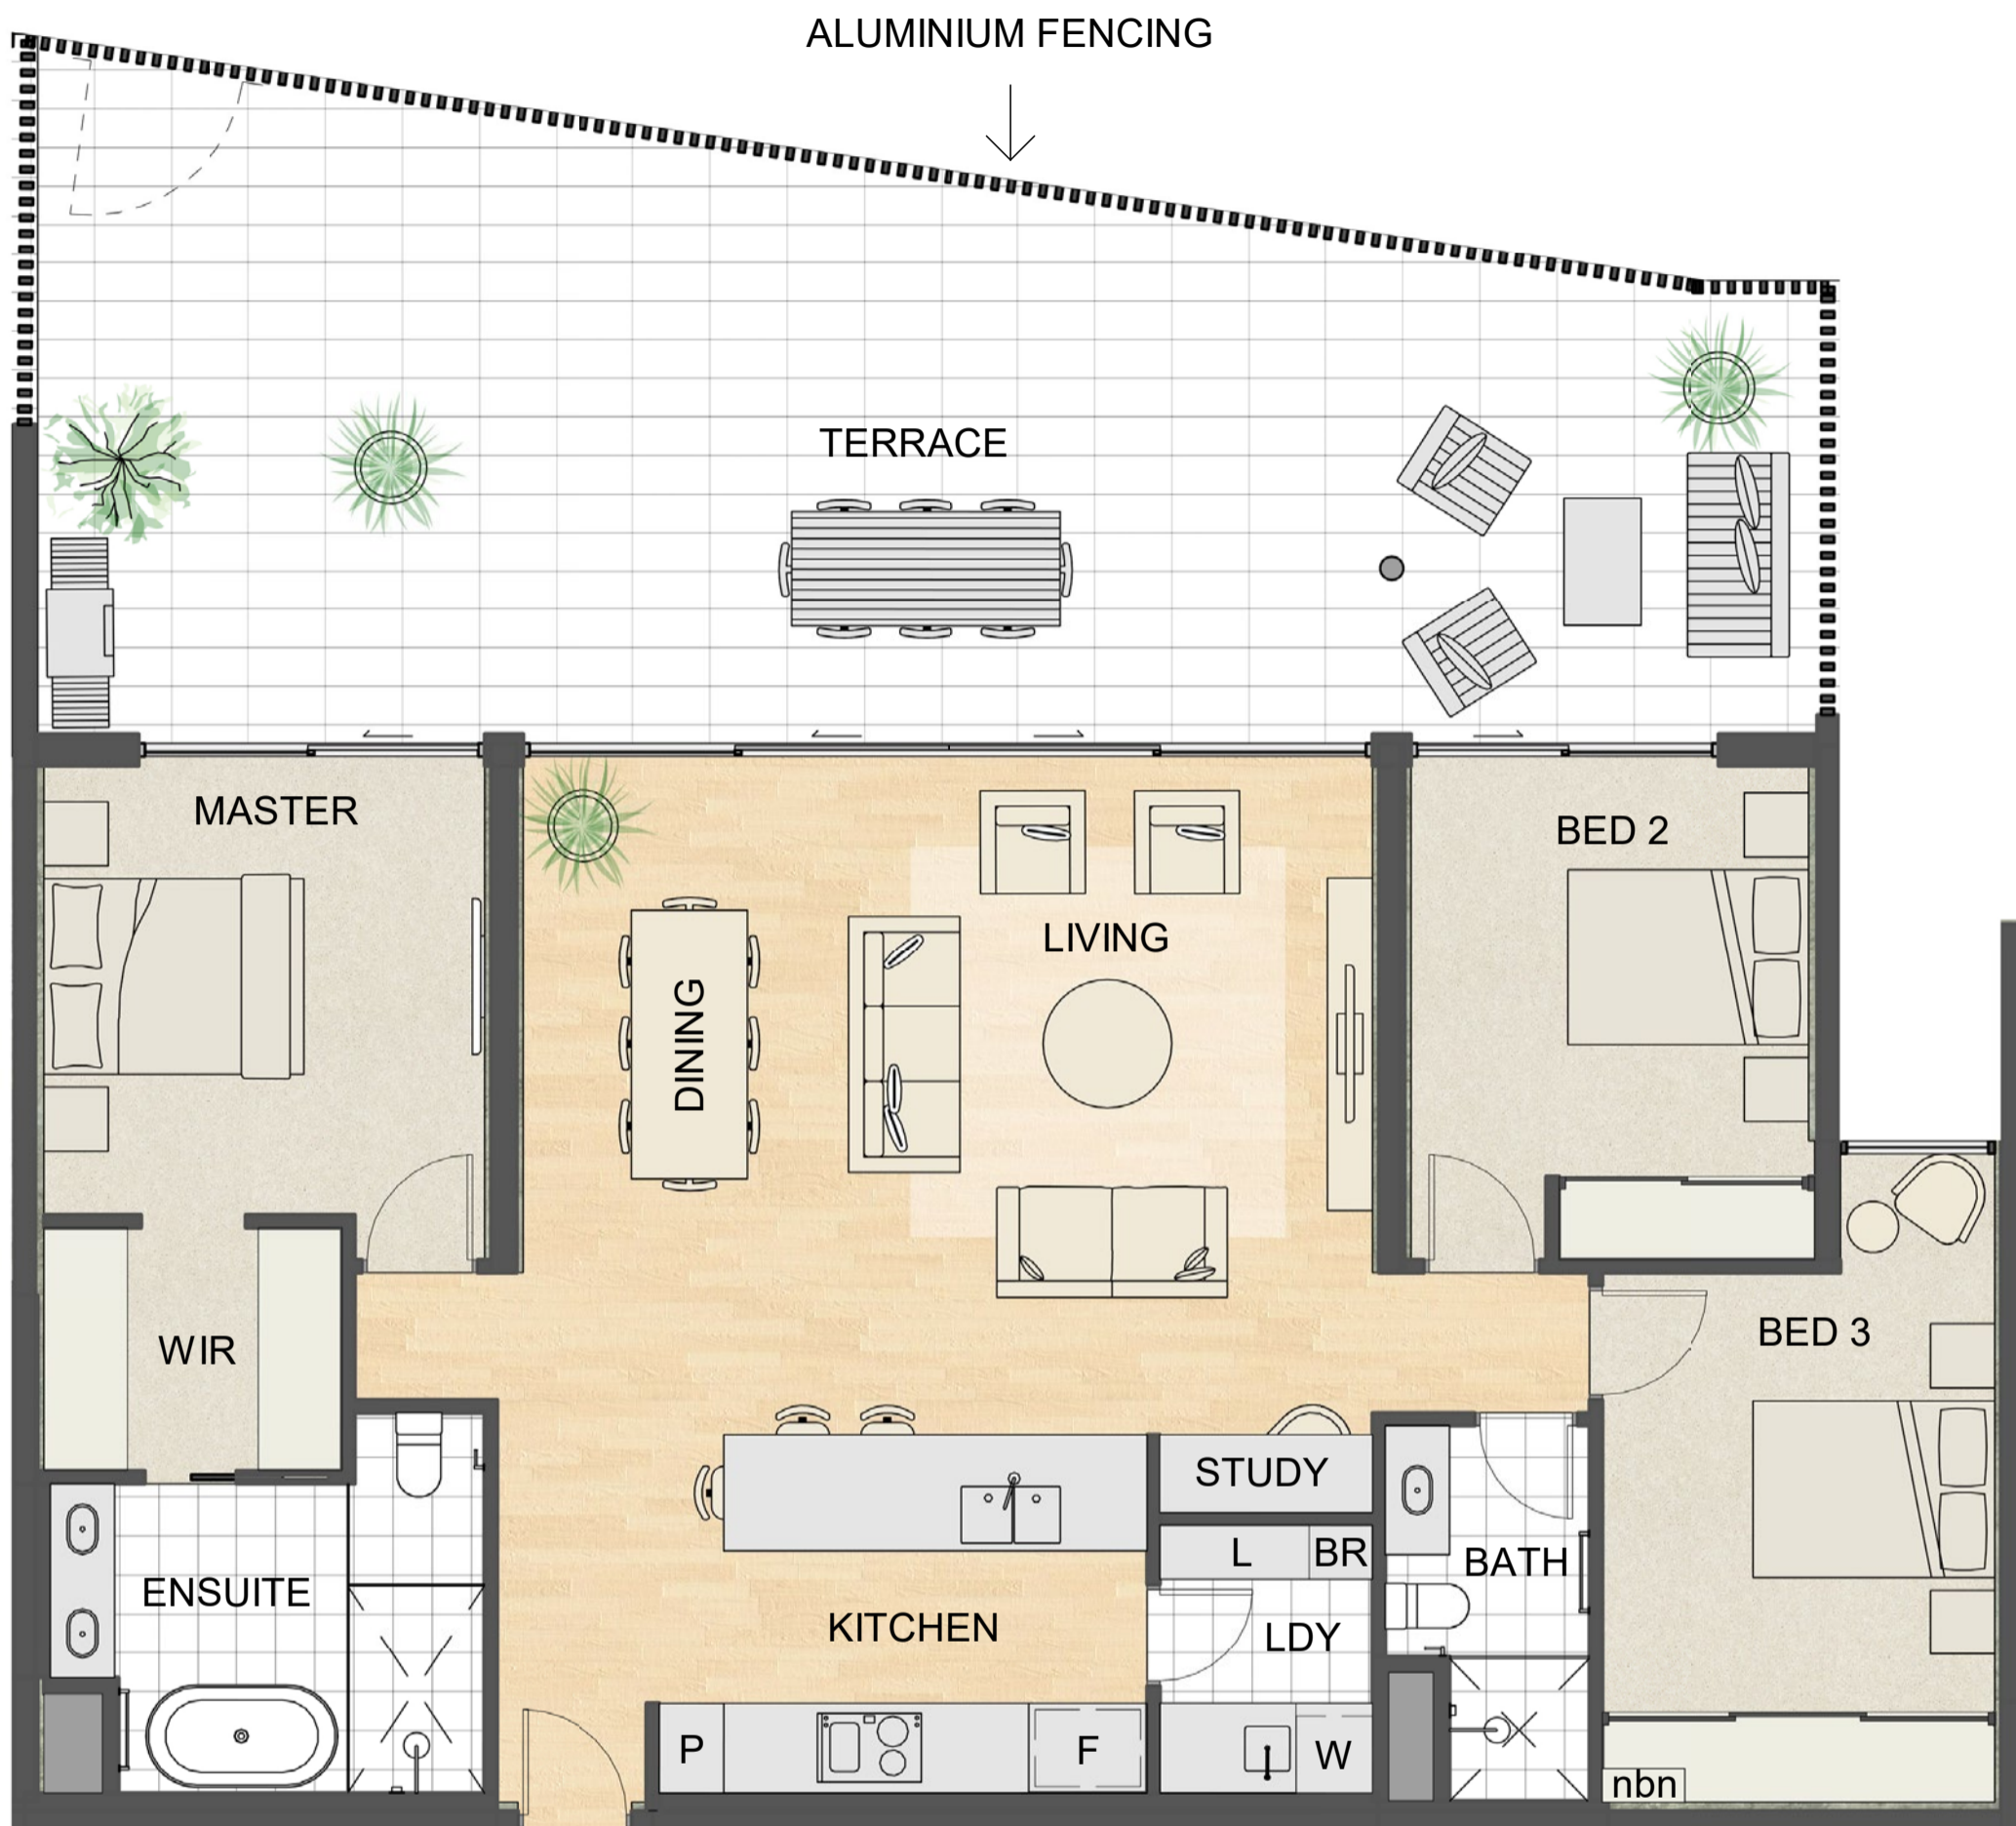 ALUMINIUM FENCING
TERRACE
MASTER
BED 2
LIVING
DINING
BED 3
WIR
STUDY
L
BR
BATH
ENSUITE
KITCHEN
LDY
P
F
W
nbn